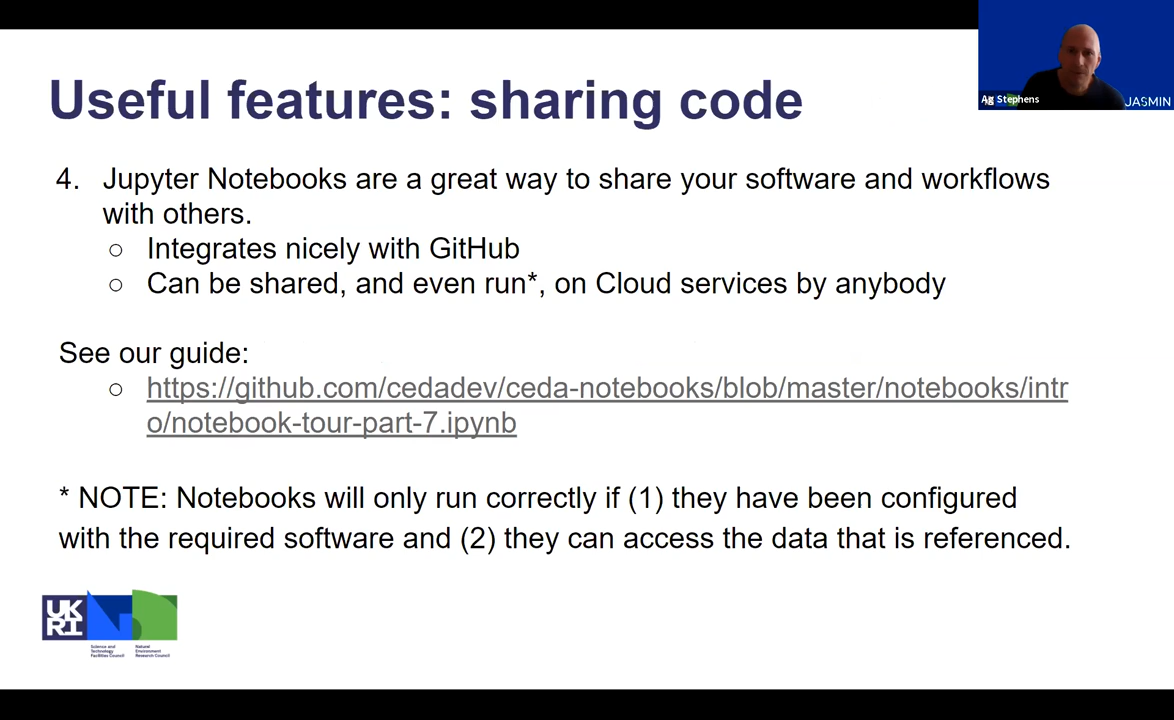 Useful features: sharing code
Ag Stephens
JASMIN
4. Jupyter Notebooks are a great way to share your software and workflows
with others.
○ Integrates nicely with GitHub
○ Can be shared, and even run*, on Cloud services by anybody
See our guide:
○ https://github.com/cedadev/ceda-notebooks/blob/master/notebooks/intr
o/notebook-tour-part-7.ipynb
* NOTE: Notebooks will only run correctly if (1) they have been configured
with the required software and (2) they can access the data that is referenced.
UK
RI
Science and
Technology
Facilities Council
Natural
Environment
Research Council